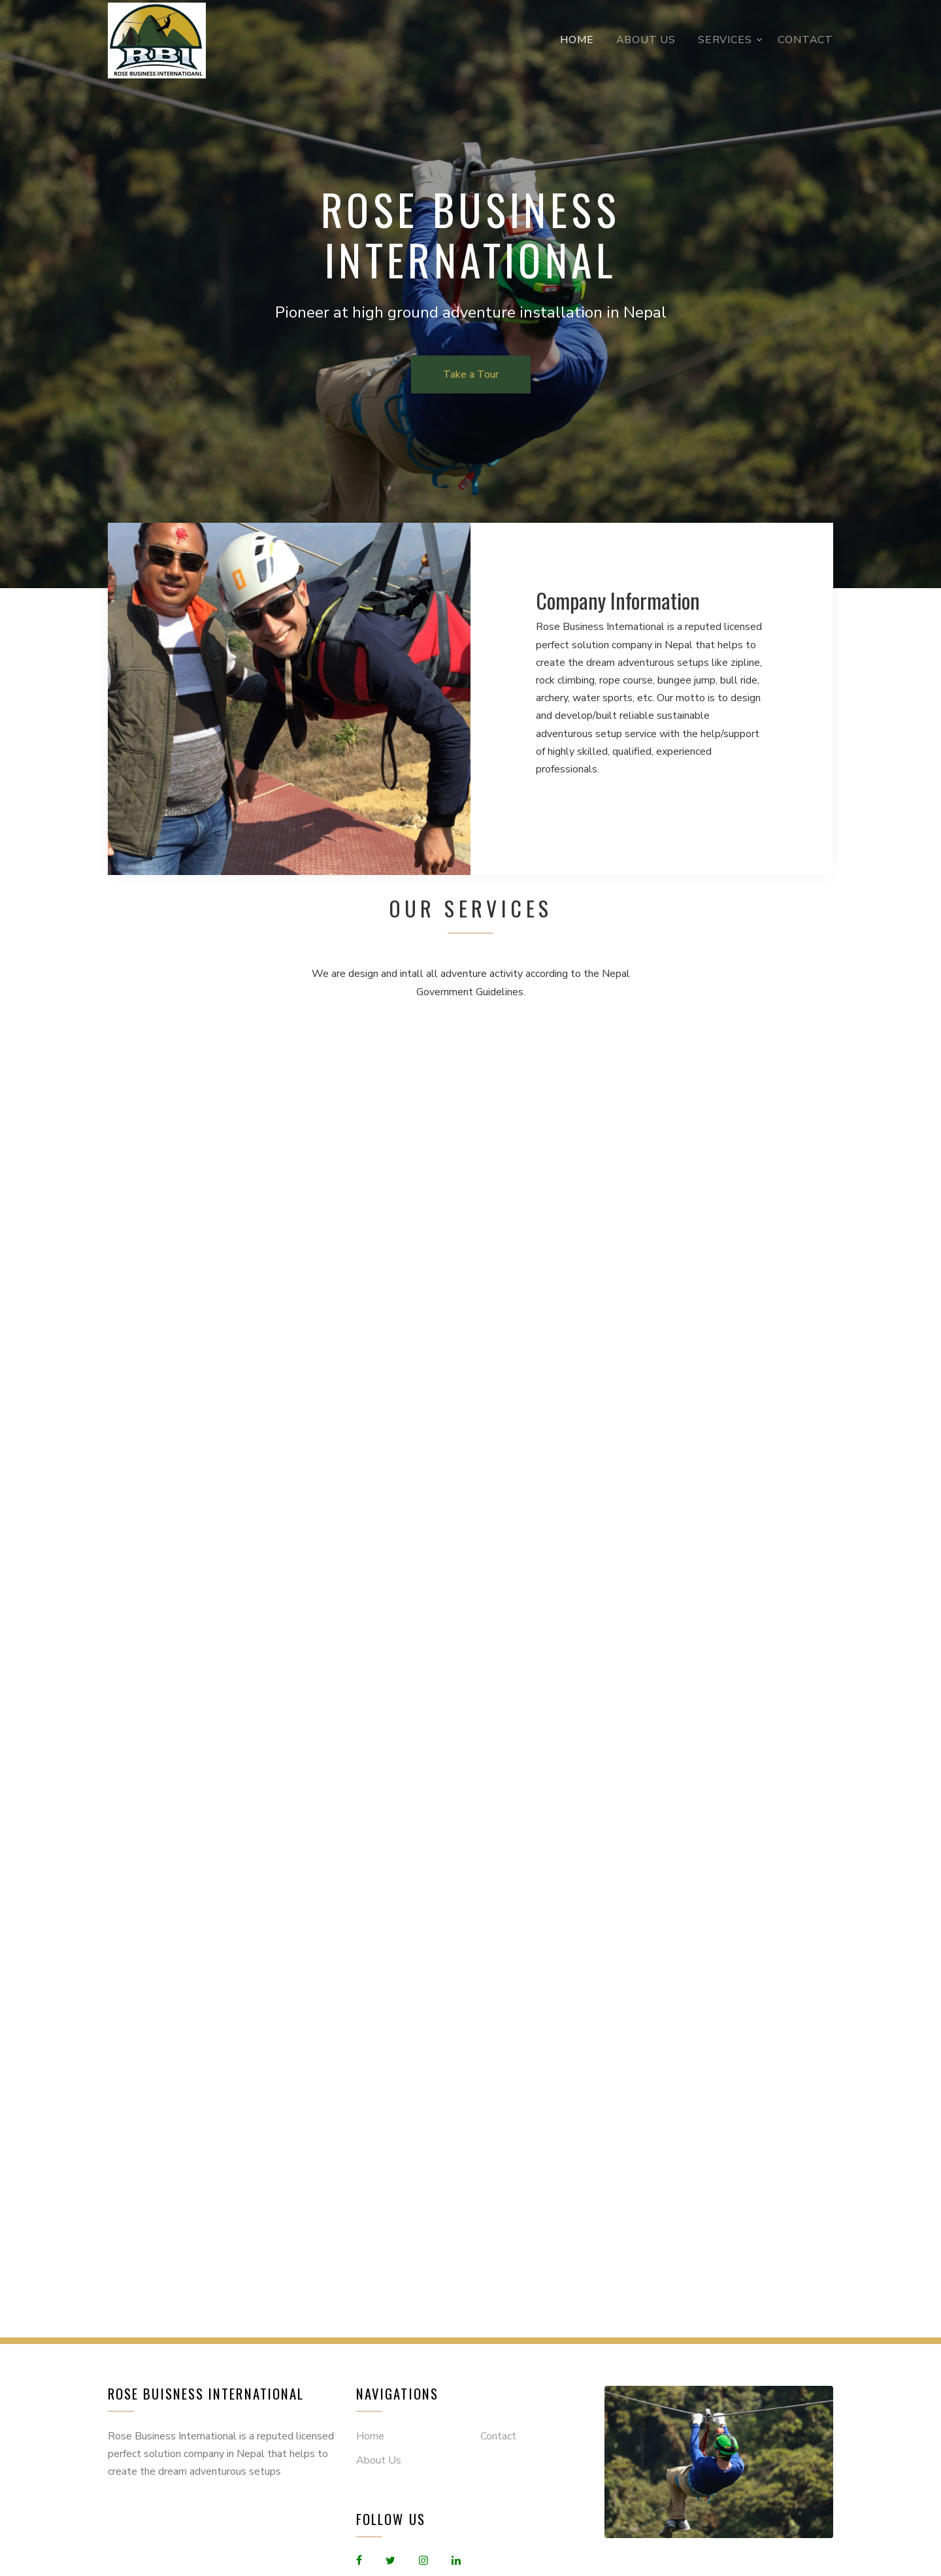 RBI
ROSE BUSINESS INTERNATIOANL
HOME
ABOUT US
SERVICES
CONTACT
ROSE BUSINESS
INTERNATIONAL
Pioneer at high ground adventure installation in Nepal
Take a Tour
Company Information
Rose Business International is a reputed licensed
perfect solution company in Nepal that helps to
create the dream adventurous setups like zipline,
rock climbing, rope course, bungee jump, bull ride,
archery, water sports, etc. Our motto is to design
and develop/built reliable sustainable
adventurous setup service with the help/support
of highly skilled, qualified, experienced
professionals.
OUR SERVICES
We are design and intall all adventure activity according to the Nepal
Government Guidelines.
ROSE BUISNESS INTERNATIONAL
Rose Business International is a reputed licensed
perfect solution company in Nepal that helps to
create the dream adventurous setups
NAVIGATIONS
Home
Contact
About Us
FOLLOW US